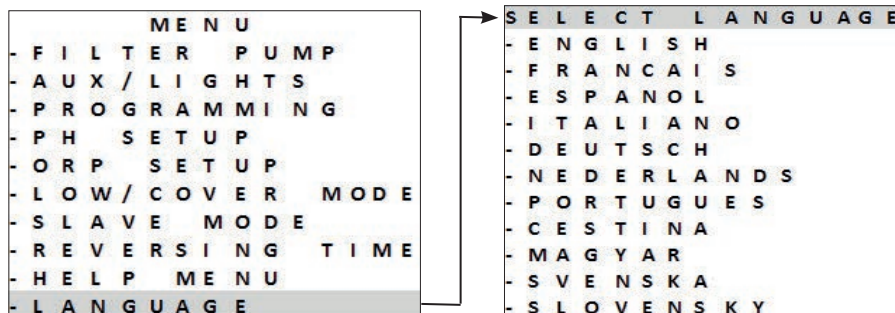 MENU
- FILTER PUMP
- AUX/LIGHTS
- PROGRAMMING
- PH SETUP
- ORP SETUP
- LOW/COVER MODE
- SLAVE MODE
- REVERSING TIME
- HELP MENU
- LANGUAGE
SELECT LANGUAGE
- ENGLISH
- FRANCAIS
- ESPANOL
- ITALIANO
- DEUTSCH
- NEDERLANDS
- PORTUGUES
- CESTINA
- MAGYAR
- SVENSKA
- SLOVENSKY